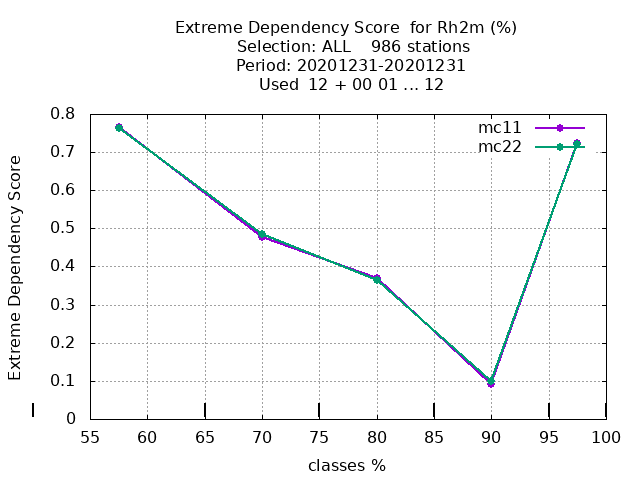 Extreme Dependency Score  for Rh2m (%)
Selection: ALL    986 stations
Period: 20201231-20201231
Used  12 + 00 01 ... 12
mc11
mc22
Extreme Dependency Score
0.8
0.7
0.6
0.5
0.4
0.3
0.2
0.1
0
55 60 65 70 75 80 85 90 95 100
classes %